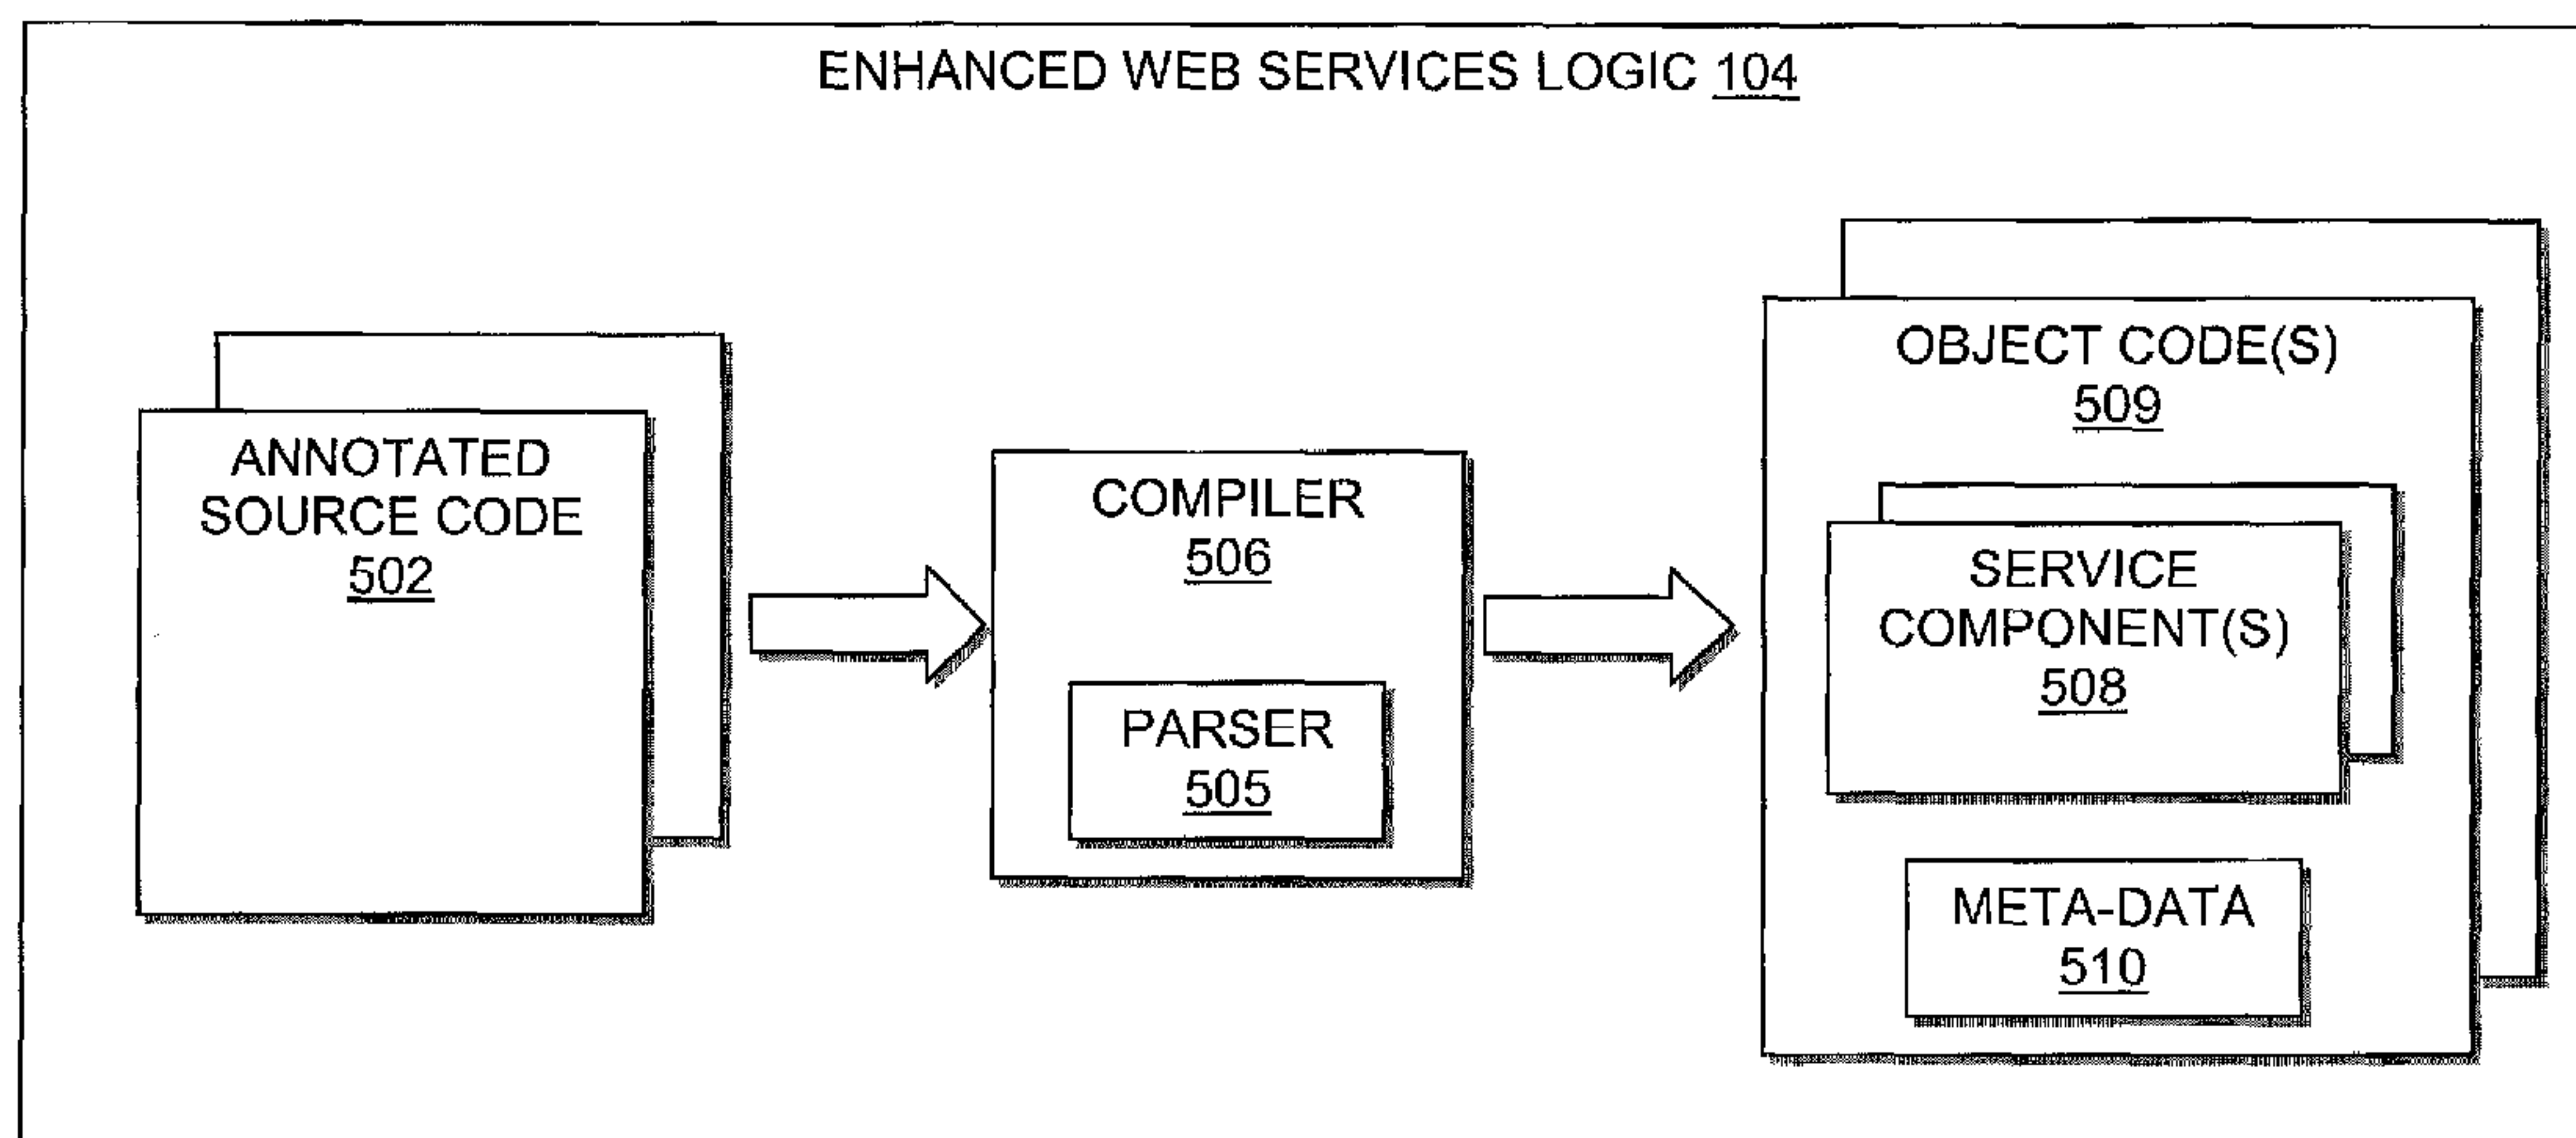 ENHANCED WEB SERVICES LOGIC 104
ANNOTATED
SOURCE CODE
502
COMPILER
506
PARSER
505
OBJECT CODE(S)
509
SERVICE
COMPONENT(S)
508
META-DATA
510